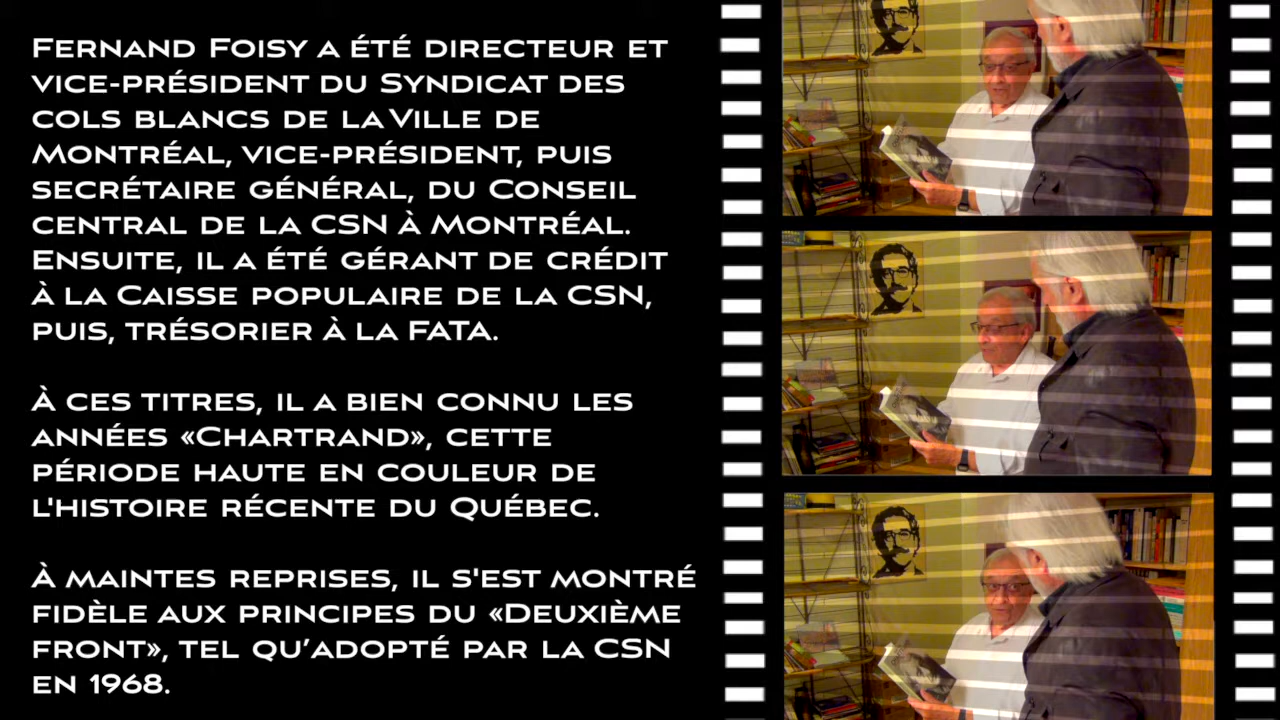 Fernand Foisy a été directeur et
vice-président du Syndicat des
cols blancs de la Ville de
Montréal, vice-président, puis
secrétaire général, du Conseil
central de la CSN à Montréal.
Ensuite, il a été gérant de crédit
à la Caisse populaire de la CSN,
puis, trésorier à la FATA.
À ces titres, il a bien connu les
années «Chartrand», cette
période haute en couleur de
l'histoire récente du Québec.
À maintes reprises, il s'est montré
fidèle aux principes du «Deuxième
Front», tel qu’adopté par la CSN
en 1968.